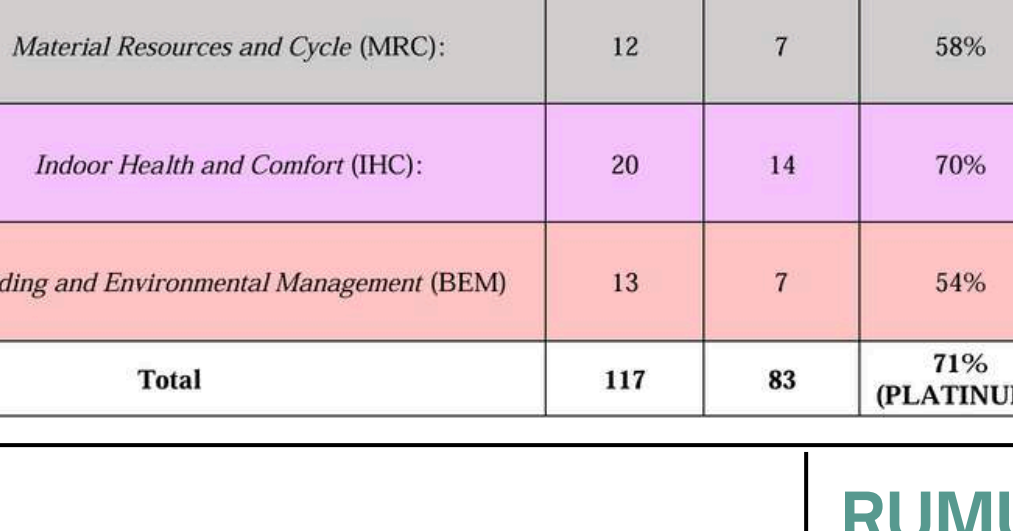 Material Resources and Cycle (MRC): 12 7 58%
Indoor Health and Comfort (IHC): 20 14 70%
and Environmental Management (BEM) 13 7 54%
Total 117 83 71%